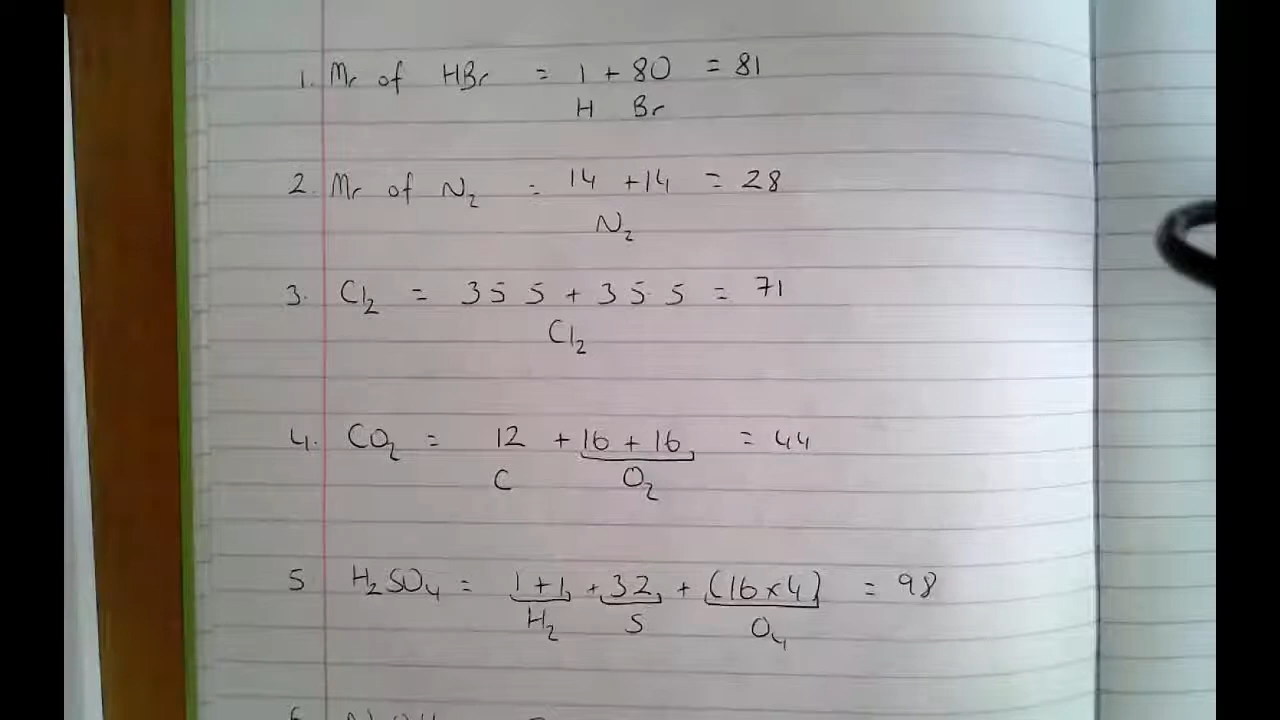 1. Mr of HBr = 1 + 80 = 81
H Br
2. Mr of N2 = 14 + 14 = 28
N2
3. Cl2 = 35 5 + 35.5 = 71
Cl2
4. CO2 = 12 + 16 + 16 = 44
C O2
5 H2SO4 = 1 + 1 + 32 + (16 x 4) = 98
H2 S O4